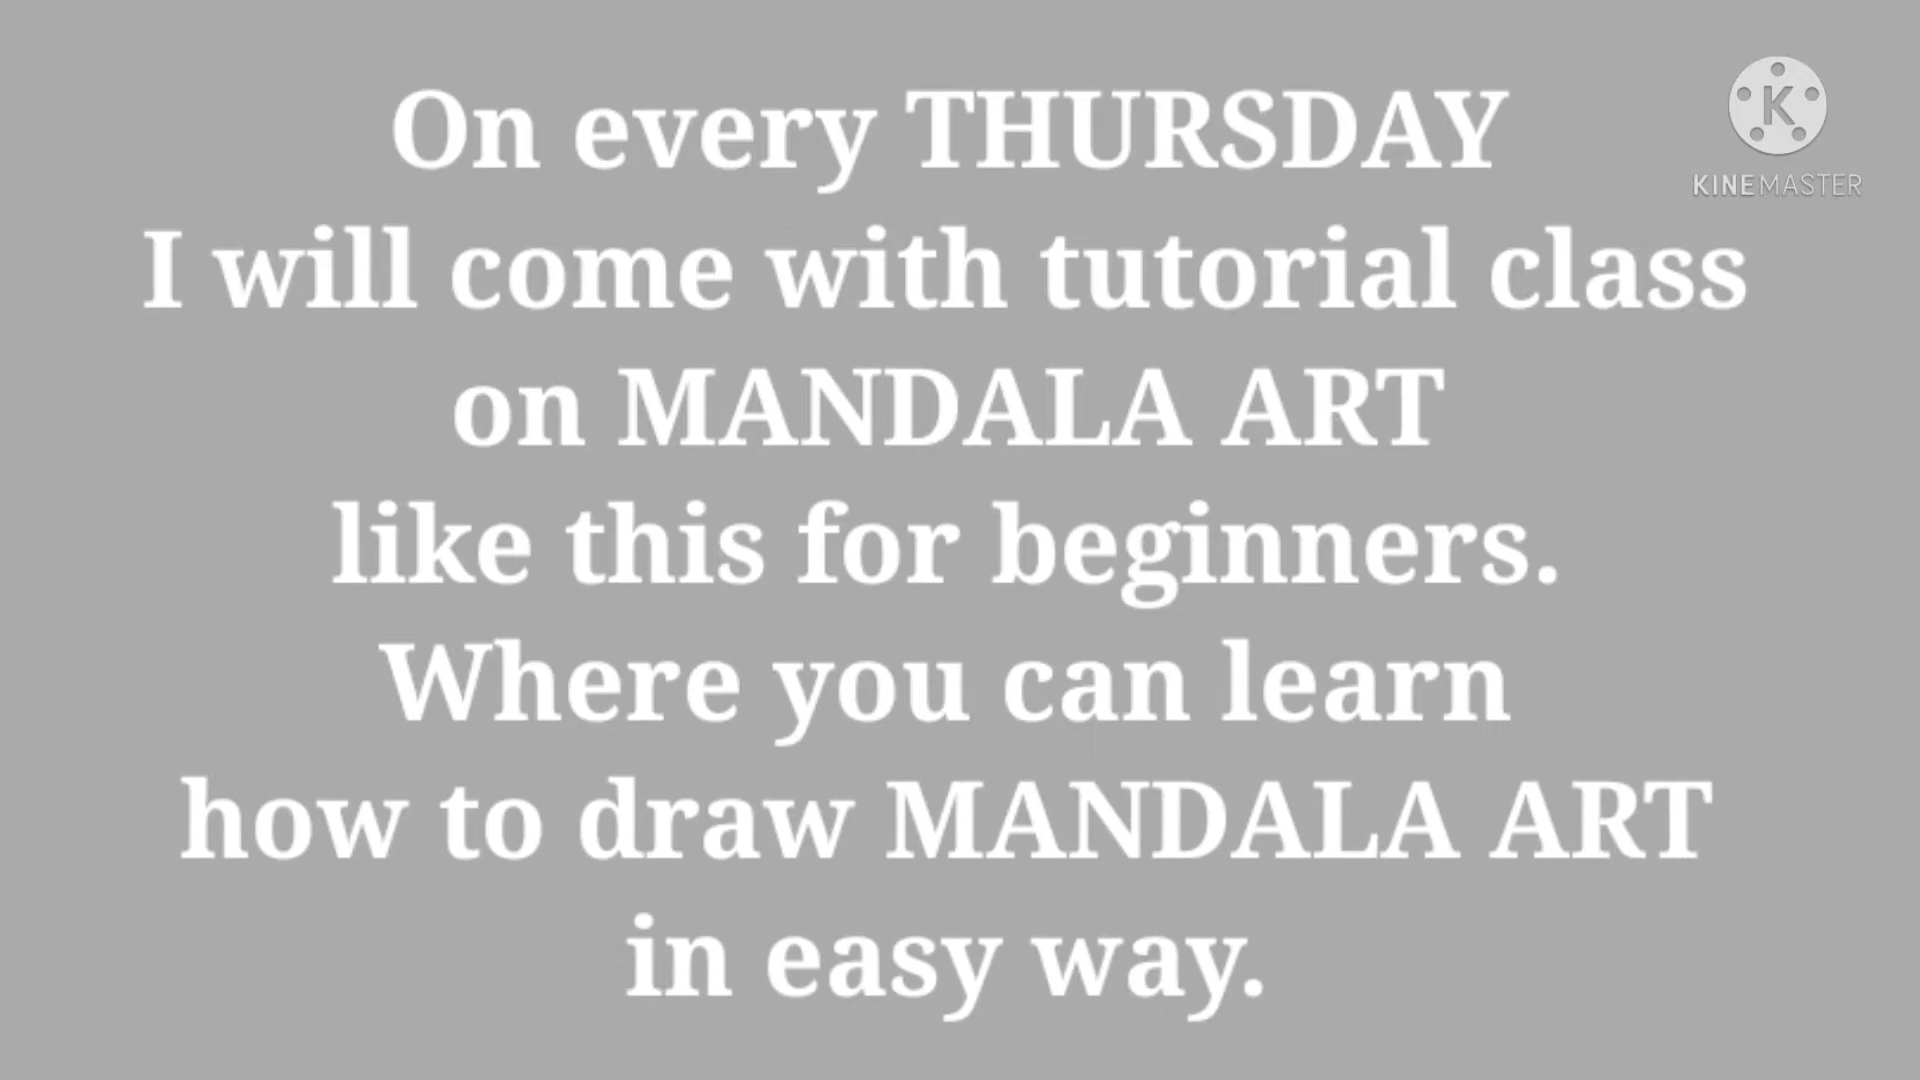 On every THURSDAY
K
KINEMASTER
I will come with tutorial class
on MANDALA ART
like this for beginners.
Where you can learn
how to draw MANDALA ART
in easy way.